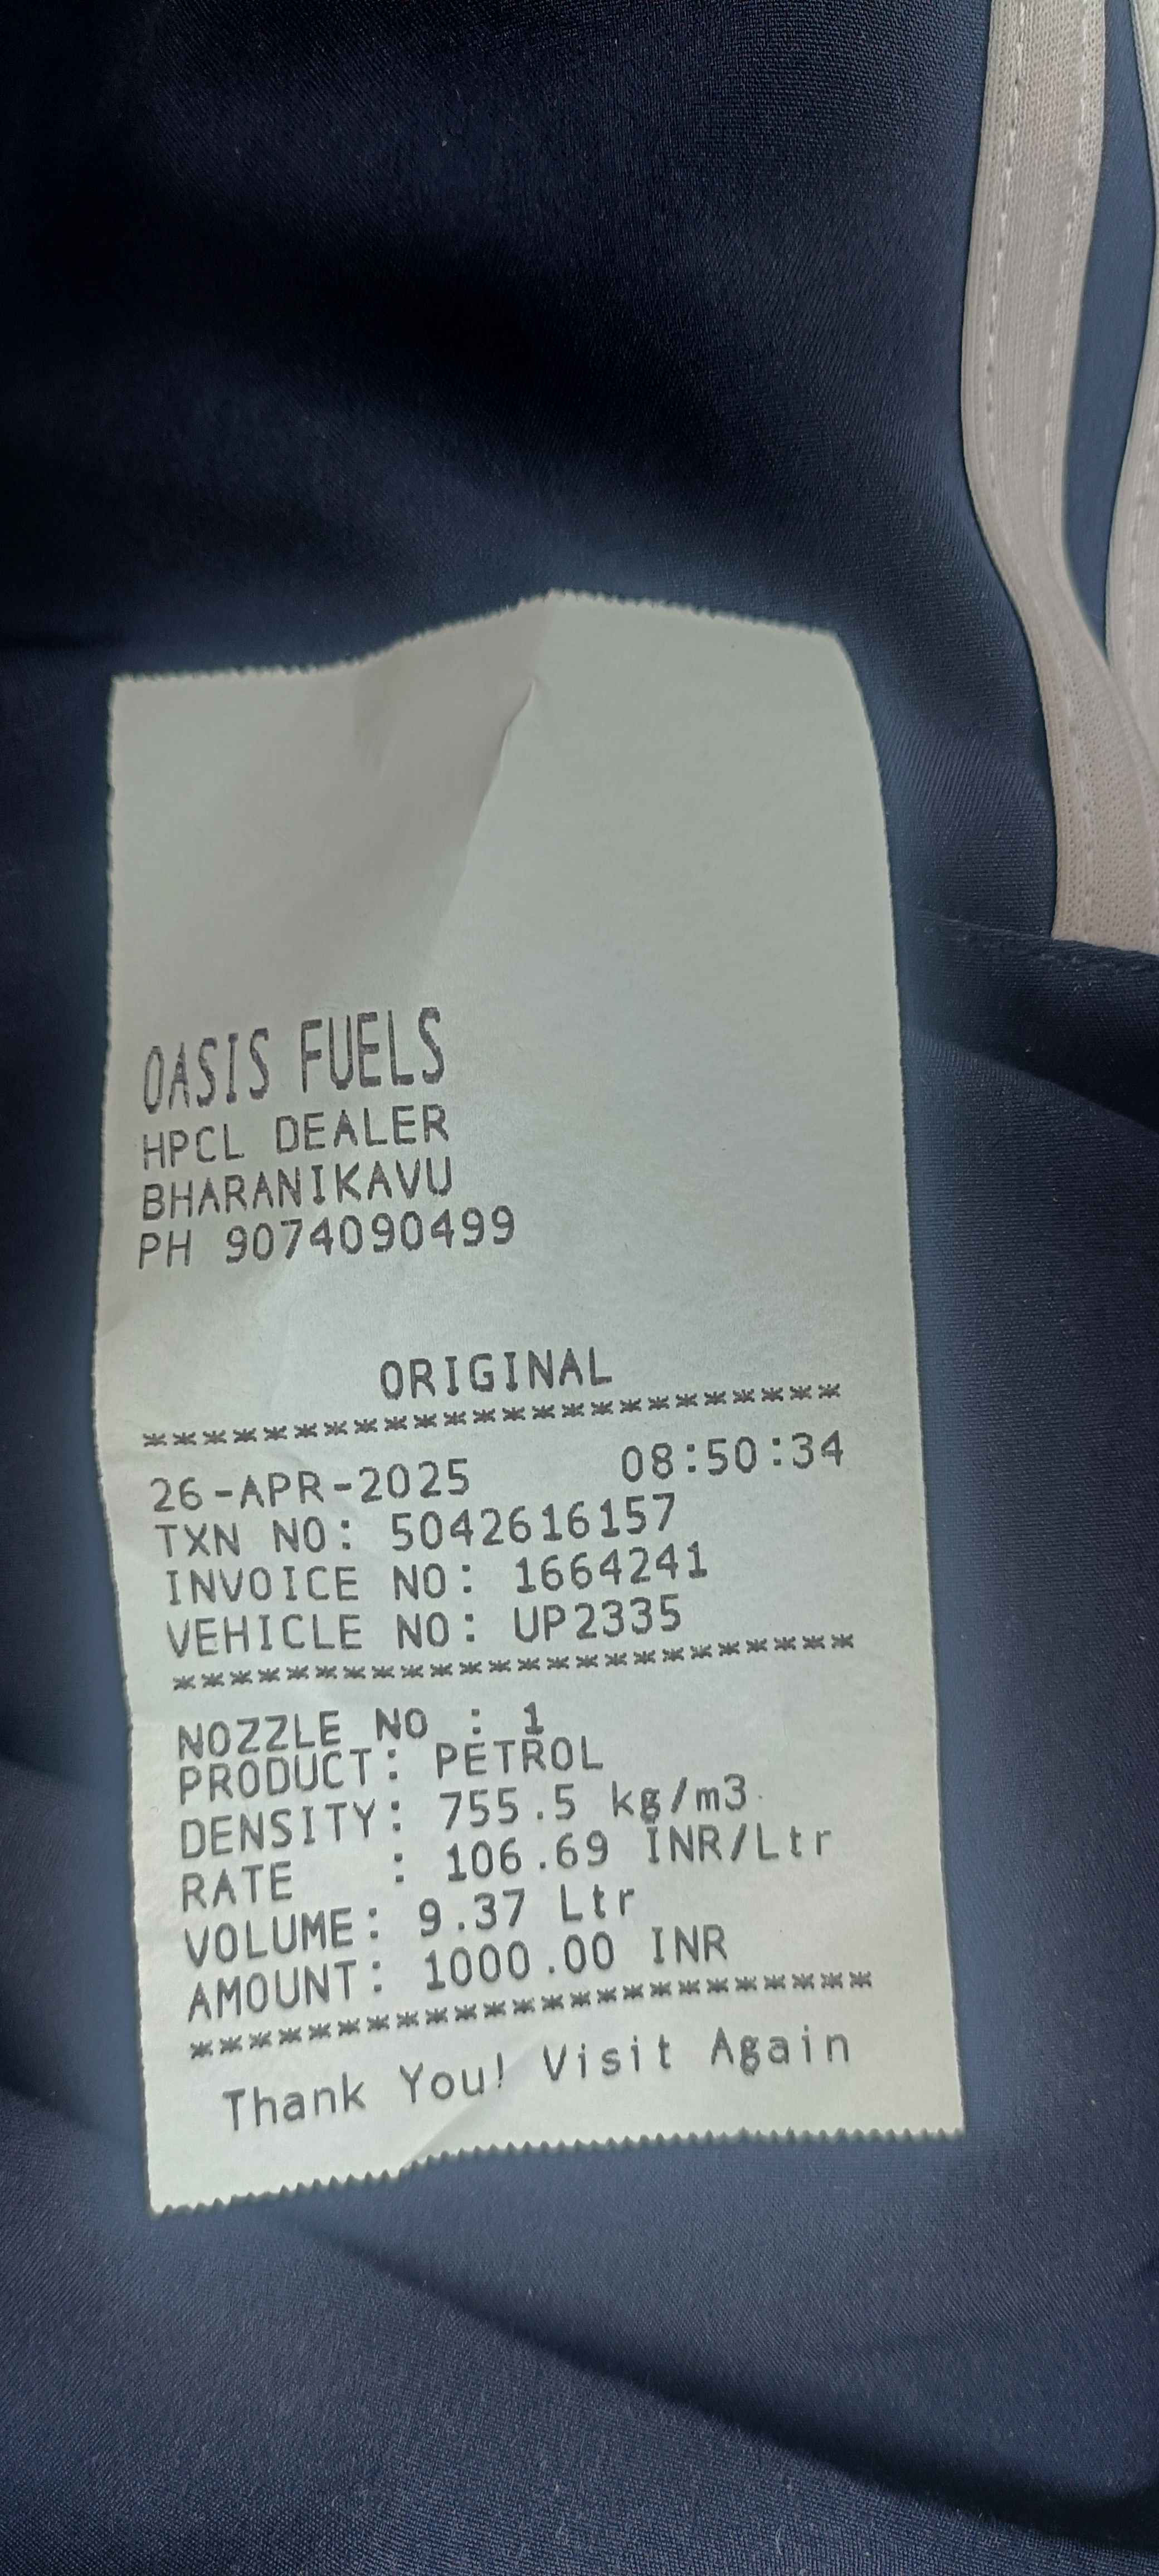 OASIS FUELS
HPCL DEALER
BHARANIKAVU
PH 9074090499
ORIGINAL
************************
26-APR-2025 08:50:34
TXN NO: 5042616157
INVOICE NO: 1664241
VEHICLE NO: UP2335
************************
NOZZLE NO : 1
PRODUCT: PETROL
DENSITY: 755.5 kg/m3
RATE : 106.69 INR/Ltr
VOLUME: 9.37 Ltr
AMOUNT: 1000.00 INR
************************
Thank You! Visit Again